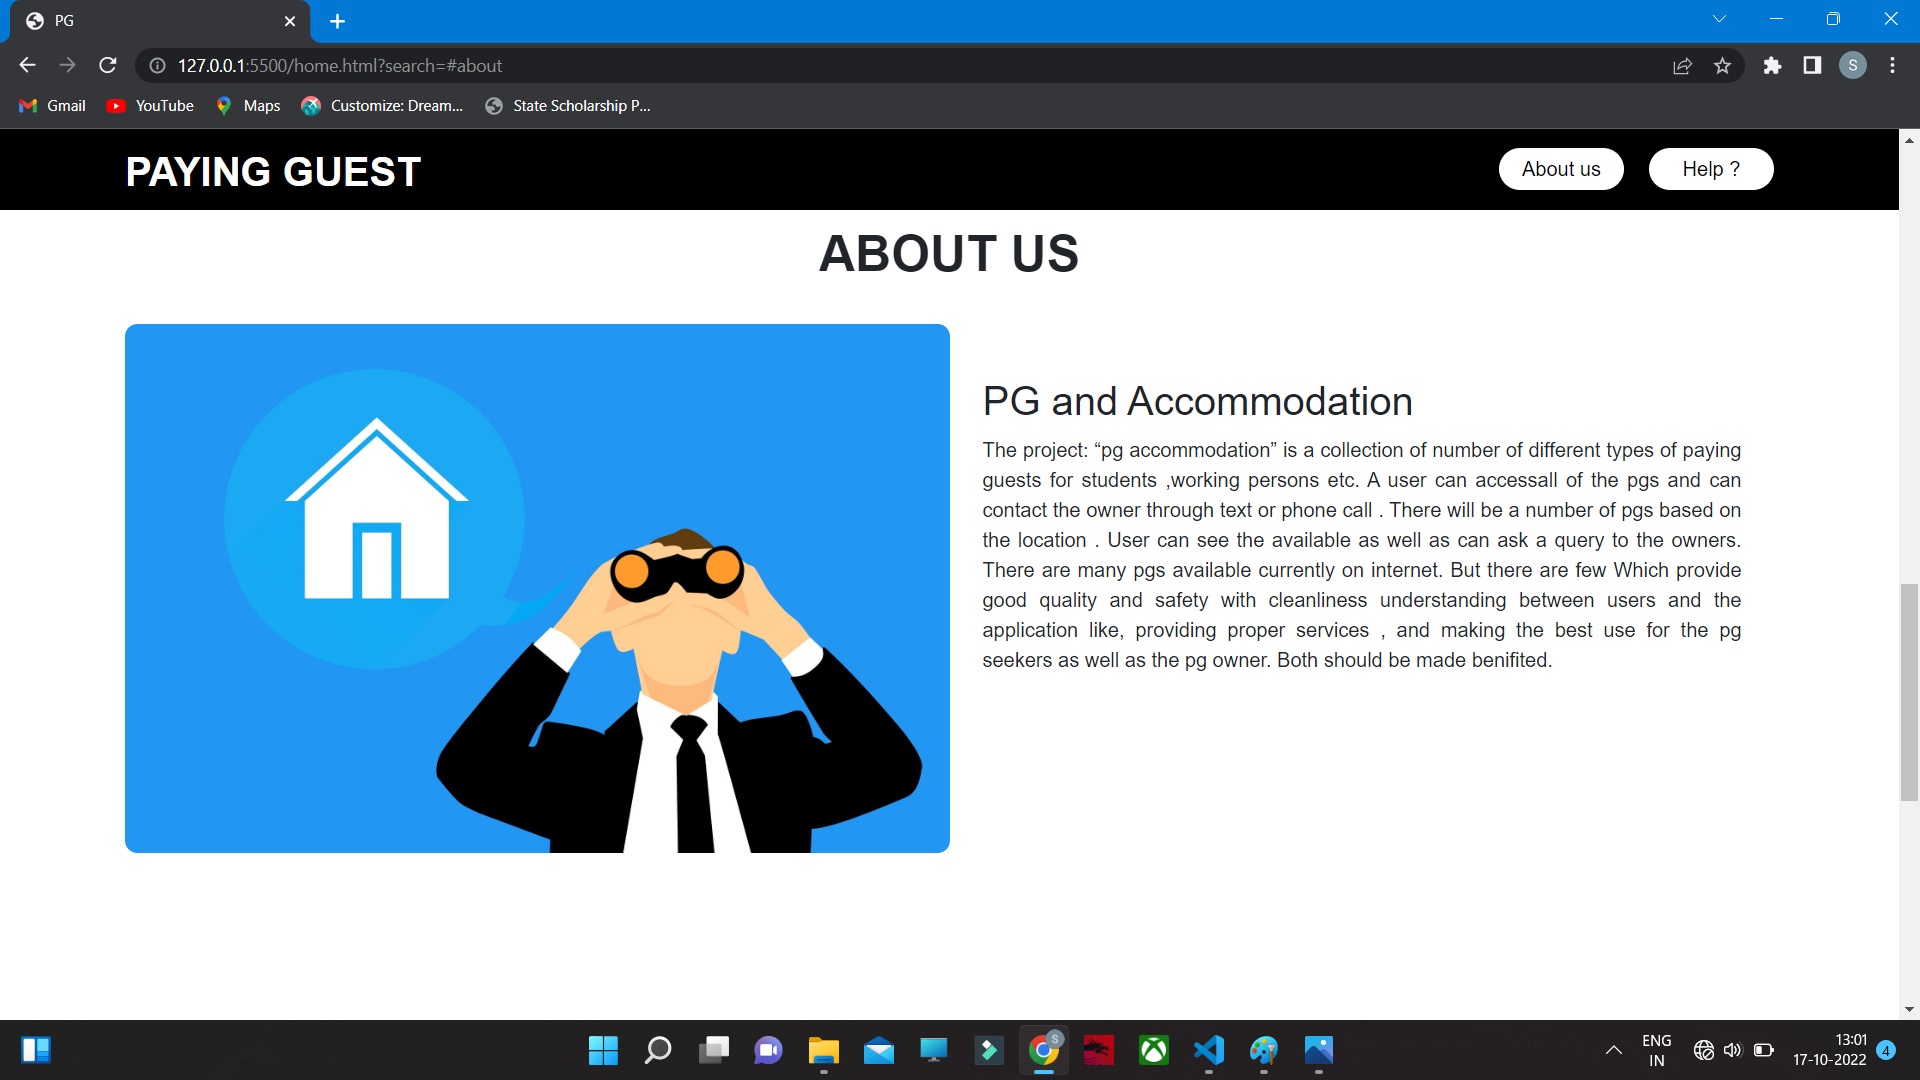 PG
127.0.0.1:5500/home.html?search=#about
S
Gmail
YouTube
Maps
Customize: Dream...
State Scholarship P...
PAYING GUEST
About us
Help ?
ABOUT US
PG and Accommodation
The project: “pg accommodation” is a collection of number of different types of paying
guests for students ,working persons etc. A user can accessall of the pgs and can
contact the owner through text or phone call . There will be a number of pgs based on
the location . User can see the available as well as can ask a query to the owners.
There are many pgs available currently on internet. But there are few Which provide
good quality and safety with cleanliness understanding between users and the
application like, providing proper services , and making the best use for the pg
seekers as well as the pg owner. Both should be made benifited.
S
ENG
IN
13:01
17-10-2022
4